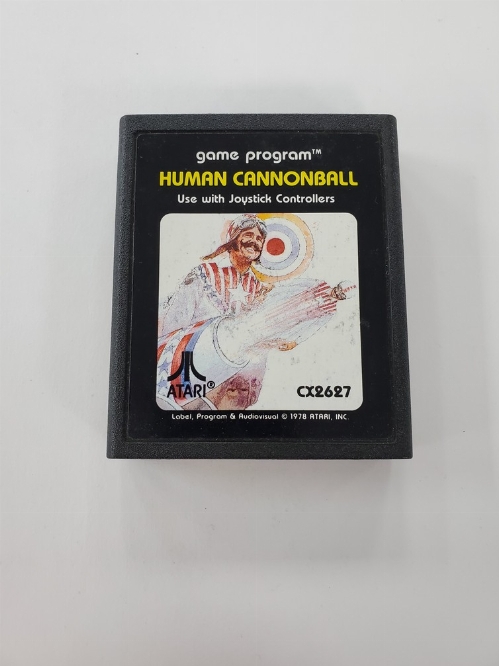 game program™
HUMAN CANNONBALL
Use with Joystick Controllers
ATARI®
CX2627
Label, Program & Audiovisual © 1978 ATARI, INC.